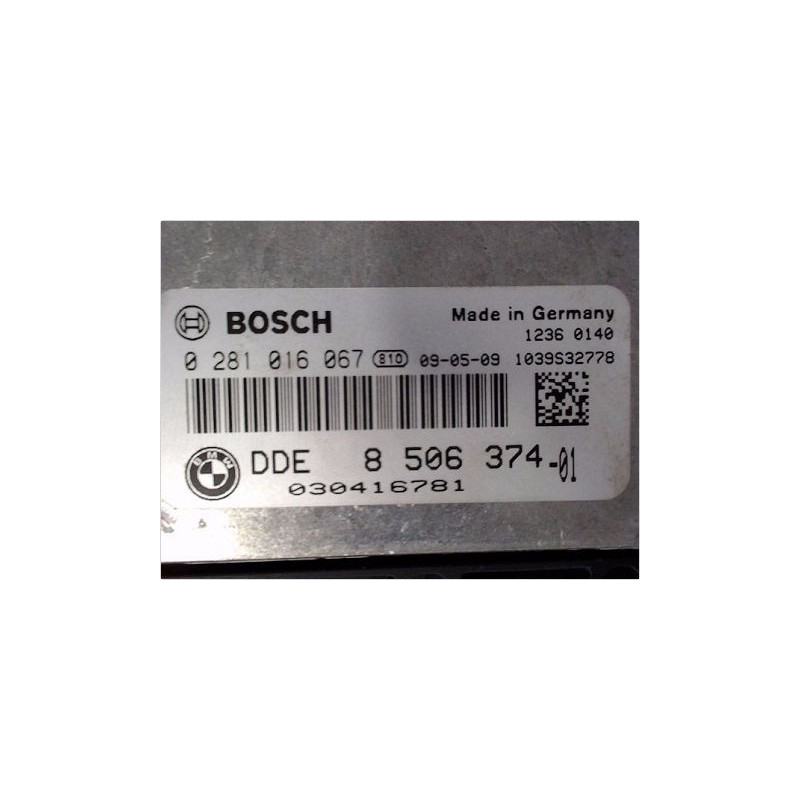 BOSCH Made in Germany
1236 0140
0 281 016 067 810 09-05-09 1039S32778
BMW DDE 8 506 374-01
030416781